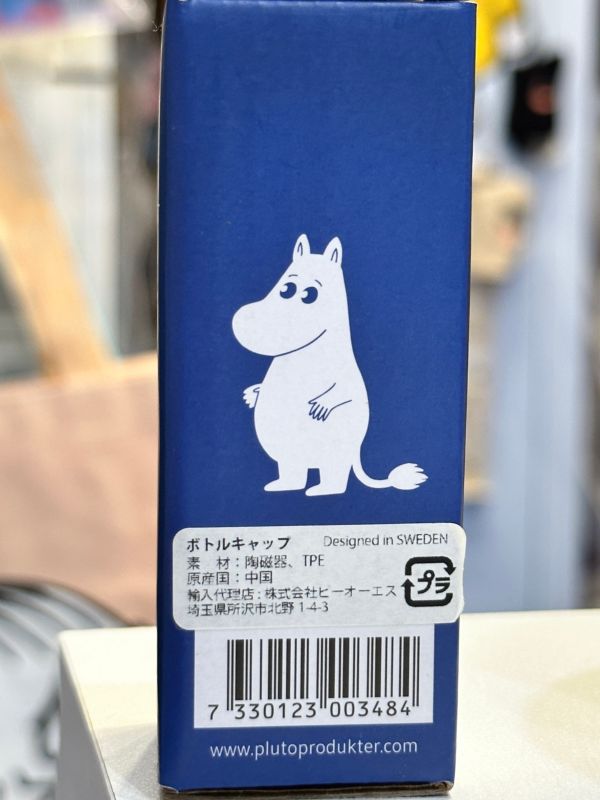 ボトルキャップ Designed in SWEDEN
素 材：陶磁器、TPE
原産国：中国
輸入代理店：株式会社ビーオーエス
埼玉県所沢市北野 1-4-3
プラ
7 330123 003484
www.plutoprodukter.com